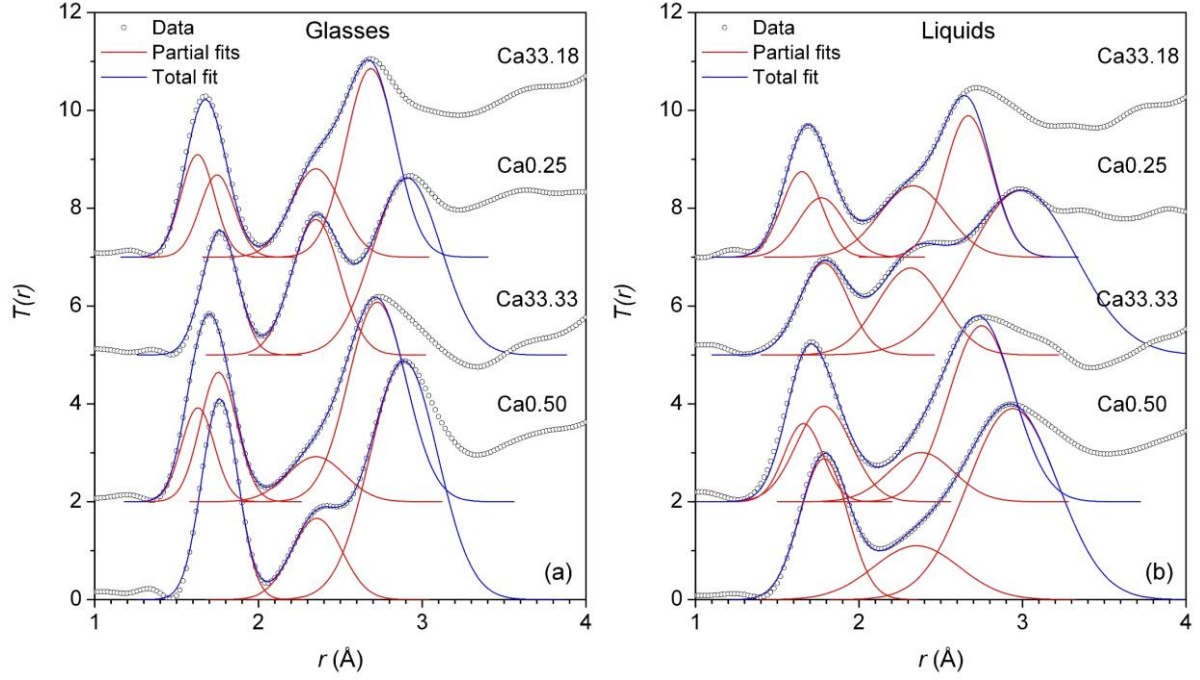 12
10
8
6
4
2
0
T(r)
Data
Partial fits
Total fit
Glasses
Ca33.18
Ca0.25
Ca33.33
Ca0.50
(a)
1 2 3 4
r (Å)
12
10
8
6
4
2
0
T(r)
Data
Partial fits
Total fit
Liquids
Ca33.18
Ca0.25
Ca33.33
Ca0.50
(b)
1 2 3 4
r (Å)